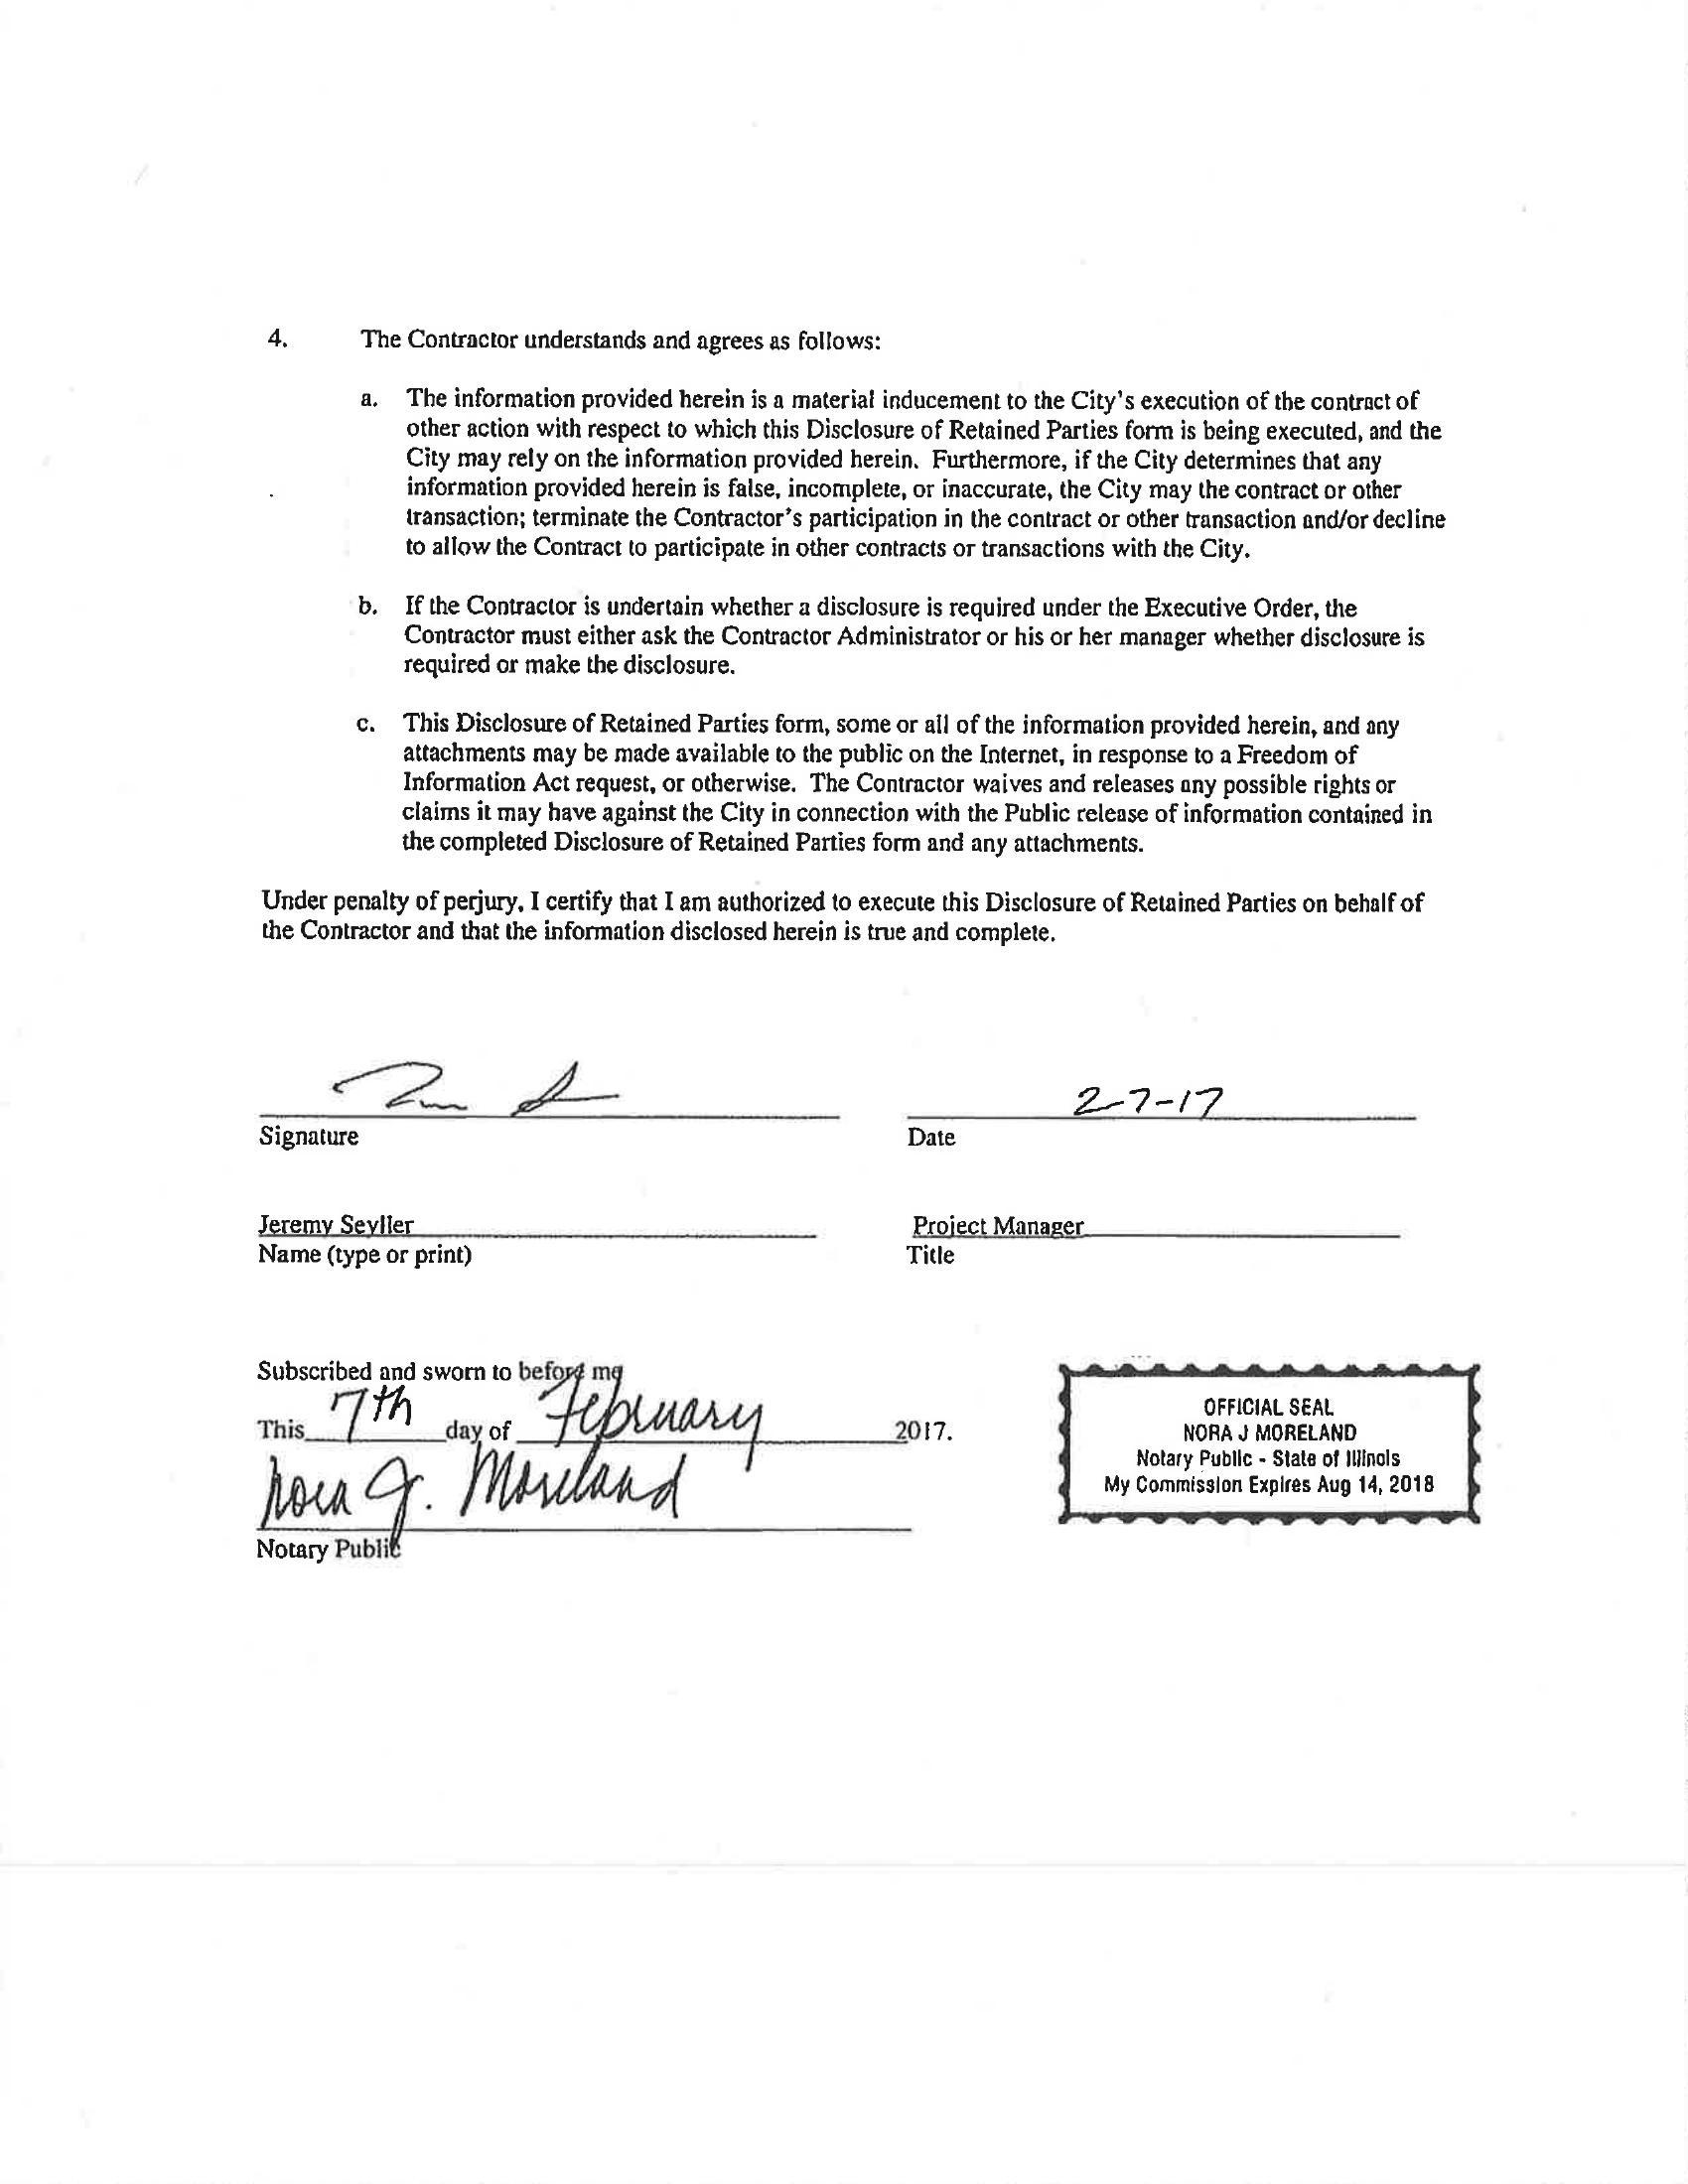 4. The Contractor understands and agrees as follows:
a. The information provided herein is a material inducement to the City's execution of the contract of
other action with respect to which this Disclosure of Retained Parties form is being executed, and the
City may rely on the information provided herein. Furthermore, if the City determines that any
information provided herein is false, incomplete, or inaccurate, the City may the contract or other
transaction; terminate the Contractor's participation in the contract or other transaction and/or decline
to allow the Contract to participate in other contracts or transactions with the City.
b. If the Contractor is undertain whether a disclosure is required under the Executive Order, the
Contractor must either ask the Contractor Administrator or his or her manager whether disclosure is
required or make the disclosure.
c. This Disclosure of Retained Parties form, some or all of the information provided herein, and any
attachments may be made available to the public on the Internet, in response to a Freedom of
Information Act request, or otherwise. The Contractor waives and releases any possible rights or
claims it may have against the City in connection with the Public release of information contained in
the completed Disclosure of Retained Parties form and any attachments.
Under penalty of perjury, I certify that I am authorized to execute this Disclosure of Retained Parties on behalf of
the Contractor and that the information disclosed herein is true and complete.
2-7-17
Signature Date
Jeremy Seyller Project Manager
Name (type or print) Title
Subscribed and sworn to before me
This 7th day of February 2017.
Nora J. Moreland
Notary Public
OFFICIAL SEAL
NORA J MORELAND
Notary Public - State of Illinois
My Commission Expires Aug 14, 2018